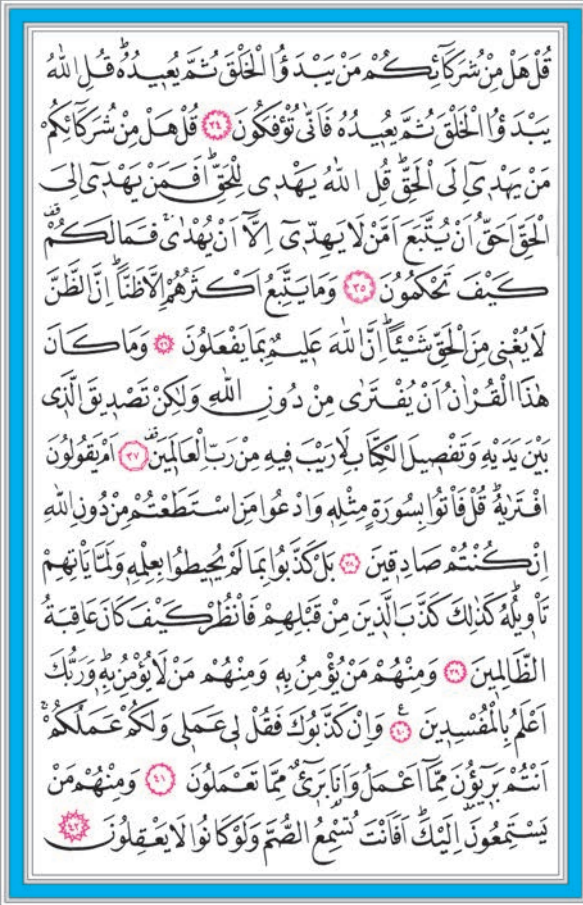 قُلْ هَلْ مِنْ شُرَكَٓائِكُمْ مَنْ يَبْدَؤُا الْخَلْقَ ثُمَّ يُعٖيدُهُؕ قُلِ اللّٰهُ
يَبْدَؤُا الْخَلْقَ ثُمَّ يُعٖيدُهُ فَاَنّٰى تُؤْفَكُونَ ﴿٣٤﴾ قُلْ هَلْ مِنْ شُرَكَٓائِكُمْ
مَنْ يَهْدٖٓي اِلَى الْحَقِّؕ قُلِ اللّٰهُ يَهْدٖي لِلْحَقِّؕ اَفَمَنْ يَهْدٖٓي اِلَى
الْحَقِّ اَحَقُّ اَنْ يُتَّبَعَ اَمَّنْ لَا يَهِدّٖٓي اِلَّٓا اَنْ يُهْدٰىۚ فَمَا لَكُمْࣞ
كَيْفَ تَحْكُمُونَ ﴿٣٥﴾ وَمَا يَتَّبِعُ اَكْثَرُهُمْ اِلَّا ظَنًّاؕ اِنَّ الظَّنَّ
لَا يُغْنٖي مِنَ الْحَقِّ شَيْـًٔاؕ اِنَّ اللّٰهَ عَلٖيمٌ بِمَا يَفْعَلُونَ ﴿٣٦﴾ وَمَا كَانَ
هٰذَا الْقُرْاٰنُ اَنْ يُفْتَرٰى مِنْ دُونِ اللّٰهِ وَلٰكِنْ تَصْدٖيقَ الَّذٖي
بَيْنَ يَدَيْهِ وَتَفْصٖيلَ الْكِتَابِ لَا رَيْبَ فٖيهِ مِنْ رَبِّ الْعَالَمٖينَࣞ ﴿٣٧﴾ اَمْ يَقُولُونَ
افْتَرٰيهُؕ قُلْ فَأْتُوا بِسُورَةٍ مِثْلِهٖ وَادْعُوا مَنِ اسْتَطَعْتُمْ مِنْ دُونِ اللّٰهِ
اِنْ كُنْتُمْ صَادِقٖينَ ﴿٣٨﴾ بَلْ كَذَّبُوا بِمَا لَمْ يُحٖيطُوا بِعِلْمِهٖ وَلَمَّا يَأْتِهِمْ
تَأْوٖيلُهُؕ كَذٰلِكَ كَذَّبَ الَّذٖينَ مِنْ قَبْلِهِمْ فَانْظُرْ كَيْفَ كَانَ عَاقِبَةُ
الظَّالِمٖينَ ﴿٣٩﴾ وَمِنْهُمْ مَنْ يُؤْمِنُ بِهٖ وَمِنْهُمْ مَنْ لَا يُؤْمِنُ بِهٖؕ وَرَبُّكَ
اَعْلَمُ بِالْمُفْسِدٖينَ ﴿٤٠﴾ ع وَاِنْ كَذَّبُوكَ فَقُلْ لٖي عَمَلٖي وَلَكُمْ عَمَلُكُمْۚ
اَنْتُمْ بَرٖٓيؤُنَ مِمَّٓا اَعْمَلُ وَاَنَا۬ بَرٖٓيءٌ مِمَّا تَعْمَلُونَ ﴿٤١﴾ وَمِنْهُمْ مَنْ
يَسْتَمِعُونَ اِلَيْكَؕ اَفَاَنْتَ تُسْمِعُ الصُّمَّ وَلَوْ كَانُوا لَا يَعْقِلُونَ ﴿٤٢﴾